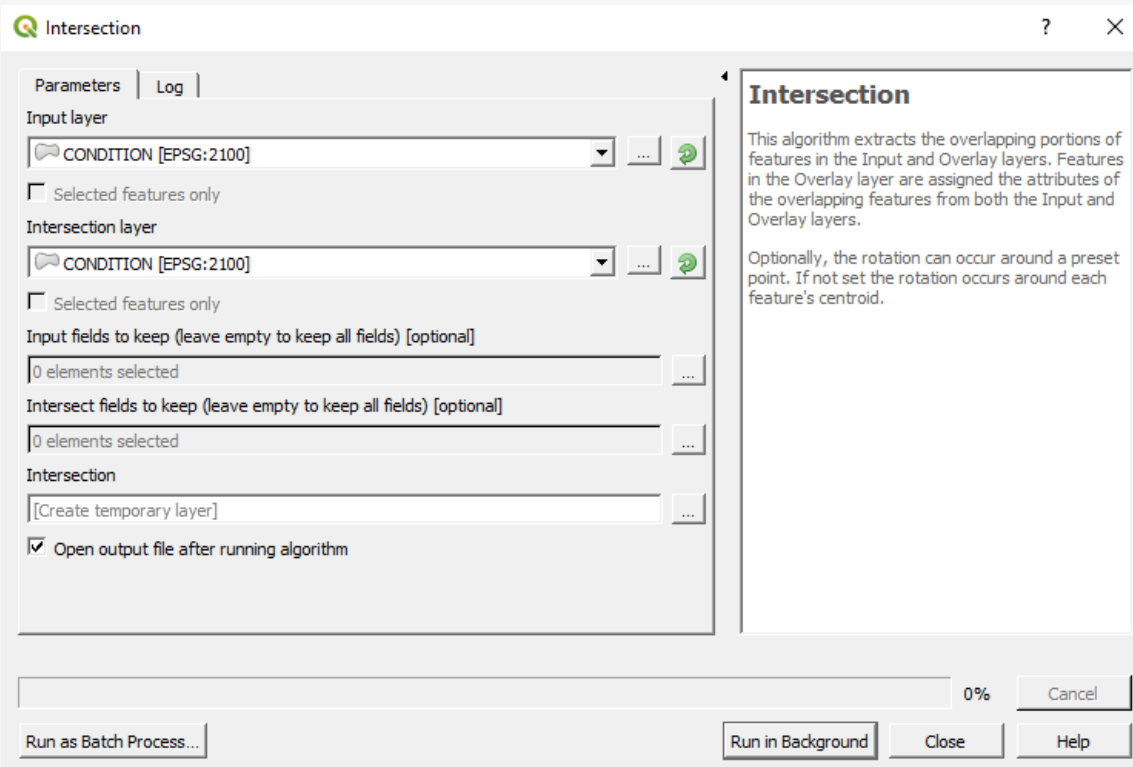 Intersection
?
Parameters
Log
Input layer
CONDITION [EPSG:2100]
...
Selected features only
Intersection layer
CONDITION [EPSG:2100]
...
Selected features only
Input fields to keep (leave empty to keep all fields) [optional]
0 elements selected
...
Intersect fields to keep (leave empty to keep all fields) [optional]
0 elements selected
...
Intersection
[Create temporary layer]
...
Open output file after running algorithm
Intersection
This algorithm extracts the overlapping portions of
features in the Input and Overlay layers. Features
in the Overlay layer are assigned the attributes of
the overlapping features from both the Input and
Overlay layers.
Optionally, the rotation can occur around a preset
point. If not set the rotation occurs around each
feature's centroid.
0%
Cancel
Run as Batch Process...
Run in Background
Close
Help